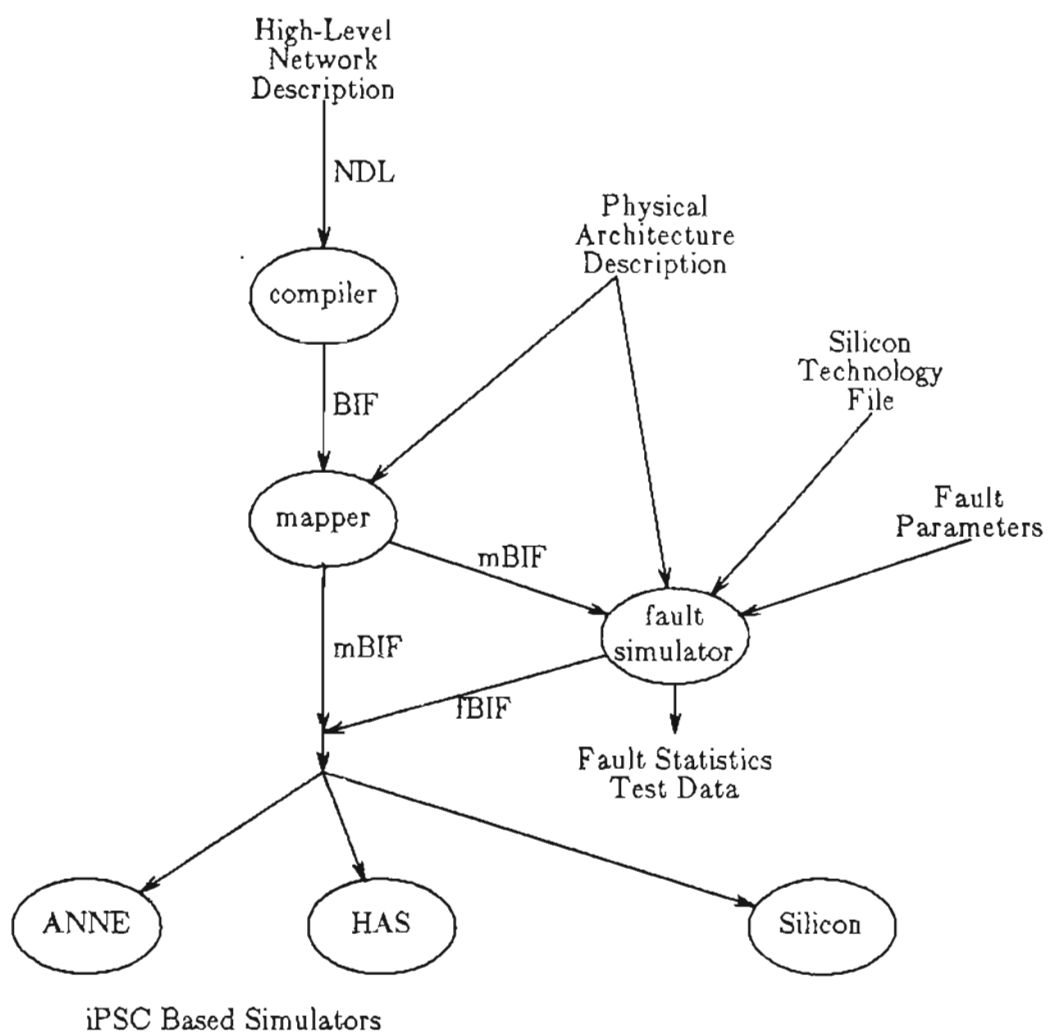 High-Level
Network
Description
NDL
Physical
Architecture
Description
compiler
Silicon
Technology
File
BIF
Fault
Parameters
mapper
mBIF
fault
simulator
mBIF
fBIF
Fault Statistics
Test Data
ANNE
HAS
Silicon
iPSC Based Simulators